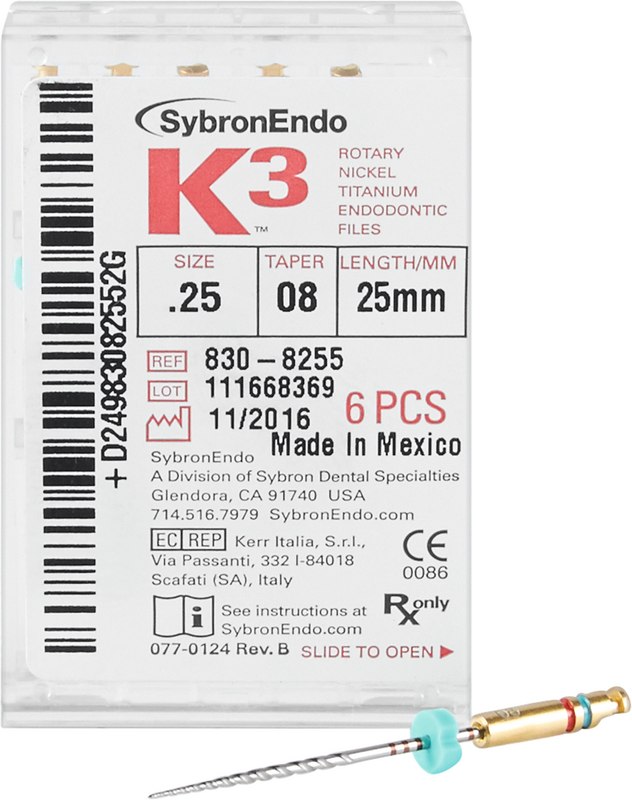 SybronEndo
K3™
ROTARY
NICKEL
TITANIUM
ENDODONTIC
FILES
SIZE TAPER LENGTH/MM
.25 08 25mm
REF 830-8255
LOT 111668369
11/2016 6 PCS
Made In Mexico
SybronEndo
A Division of Sybron Dental Specialties
Glendora, CA 91740 USA
714.516.7979 SybronEndo.com
EC REP Kerr Italia, S.r.l.,
Via Passanti, 332 I-84018
Scafati (SA), Italy
CE
0086
i See instructions at
SybronEndo.com
Rx only
077-0124 Rev. B SLIDE TO OPEN ▶
+D24983082552G